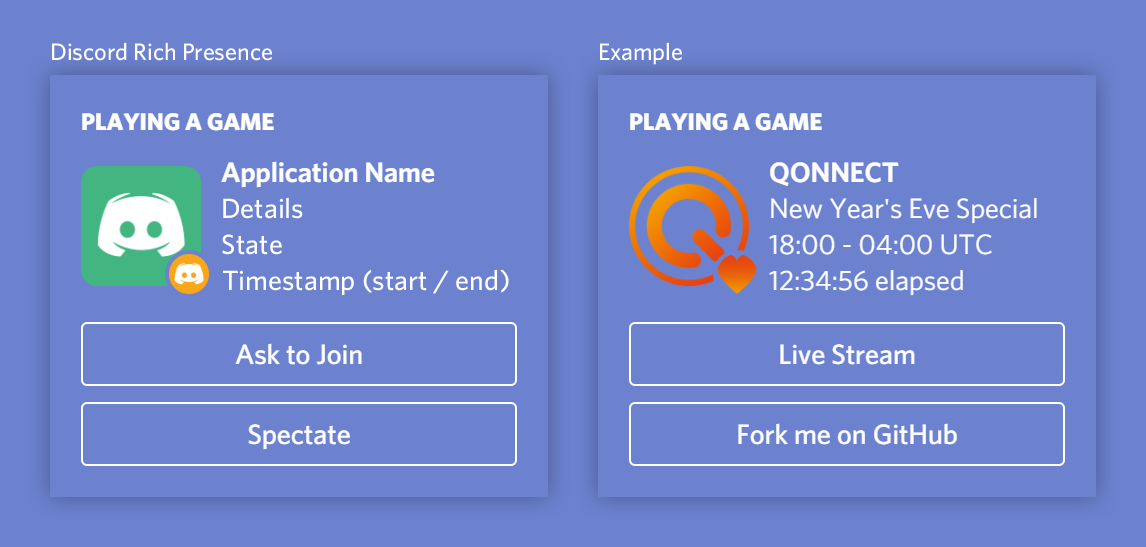 Discord Rich Presence
PLAYING A GAME
Application Name
Details
State
Timestamp (start / end)
Ask to Join
Spectate
Example
PLAYING A GAME
QONNECT
New Year's Eve Special
18:00 - 04:00 UTC
12:34:56 elapsed
Live Stream
Fork me on GitHub